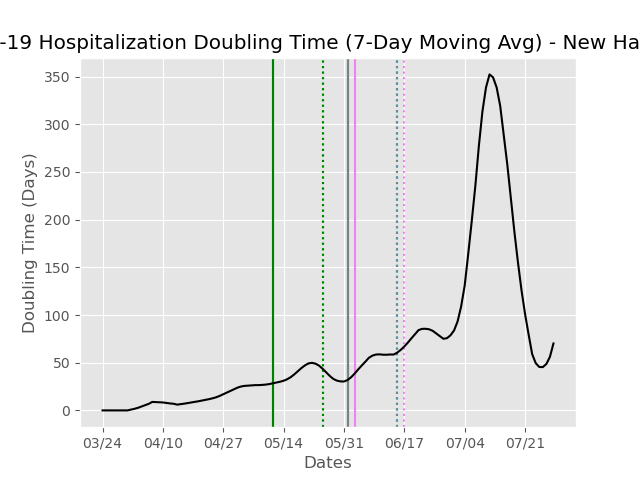 -19 Hospitalization Doubling Time (7-Day Moving Avg) - New Ha
350
300
250
200
150
100
50
0
Doubling Time (Days)
03/24 04/10 04/27 05/14 05/31 06/17 07/04 07/21
Dates